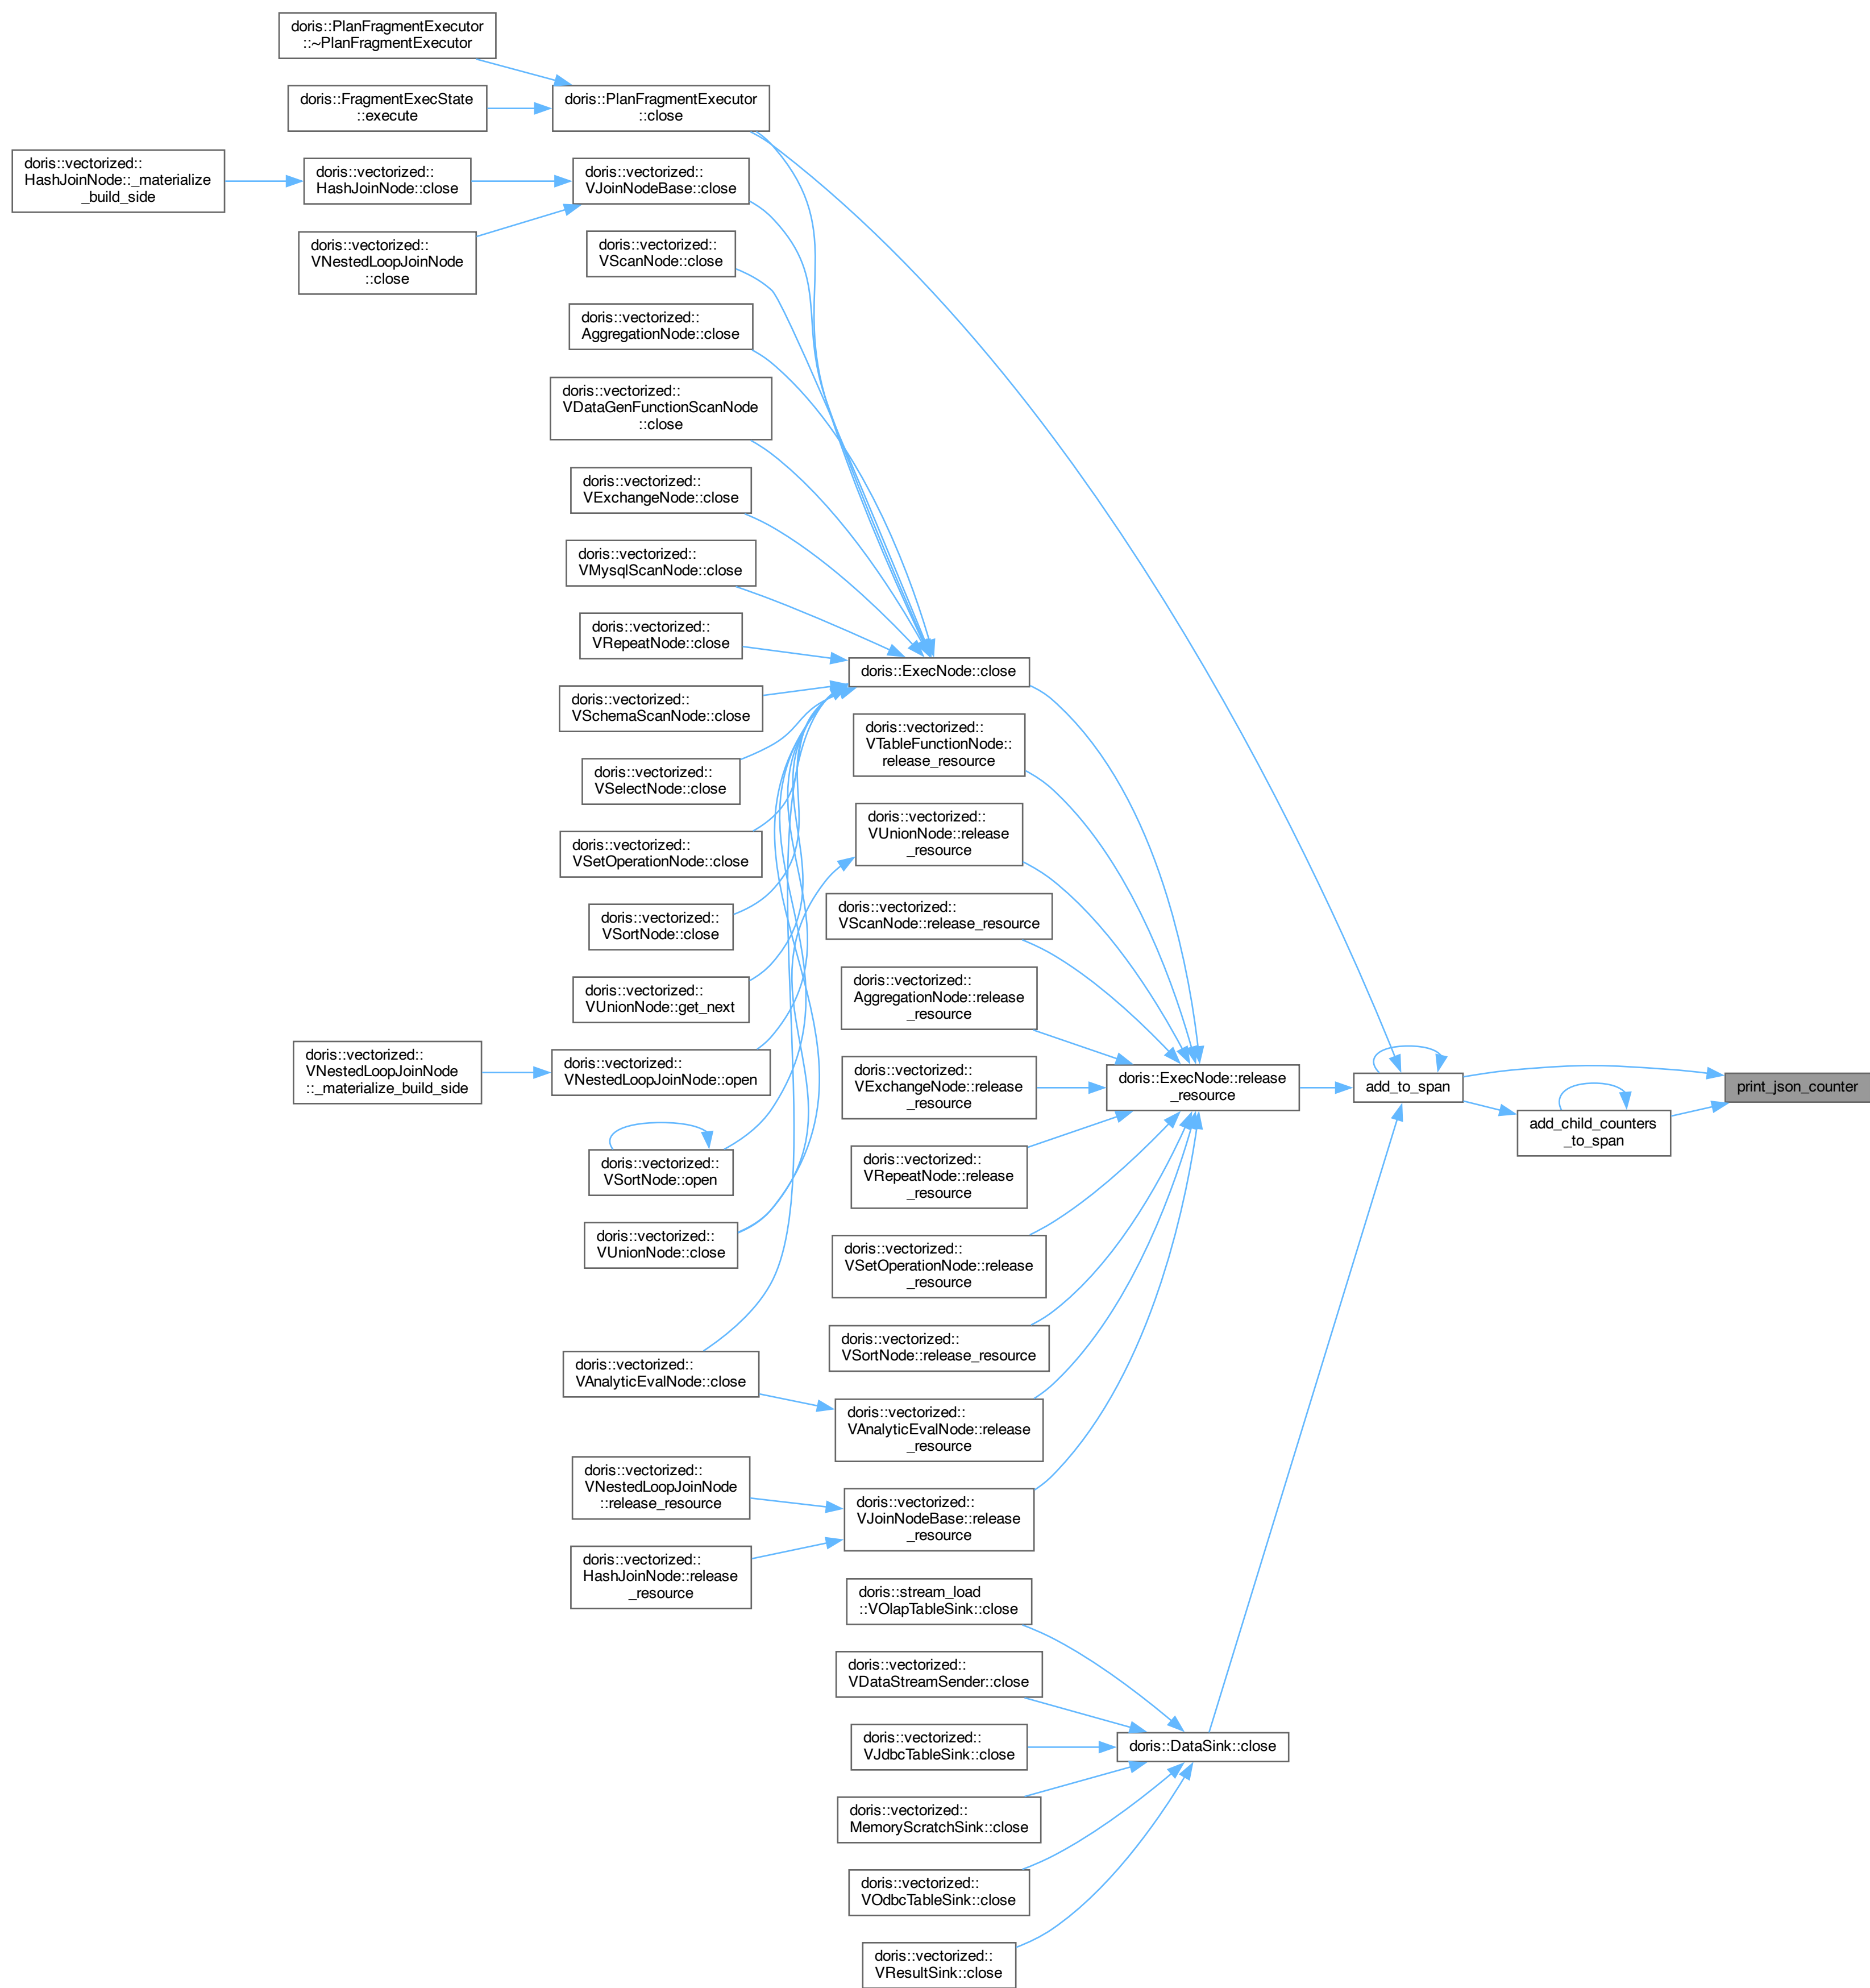 doris::PlanFragmentExecutor
::~PlanFragmentExecutor
doris::FragmentExecState
::execute
doris::PlanFragmentExecutor
::close
doris::vectorized::
HashJoinNode::_materialize
_build_side
doris::vectorized::
HashJoinNode::close
doris::vectorized::
VJoinNodeBase::close
doris::vectorized::
VNestedLoopJoinNode
::close
doris::vectorized::
VScanNode::close
doris::vectorized::
AggregationNode::close
doris::vectorized::
VDataGenFunctionScanNode
::close
doris::vectorized::
VExchangeNode::close
doris::vectorized::
VMysqlScanNode::close
doris::vectorized::
VRepeatNode::close
doris::vectorized::
VSchemaScanNode::close
doris::vectorized::
VSelectNode::close
doris::vectorized::
VSetOperationNode::close
doris::vectorized::
VSortNode::close
doris::vectorized::
VUnionNode::get_next
doris::vectorized::
VNestedLoopJoinNode
::_materialize_build_side
doris::vectorized::
VNestedLoopJoinNode::open
doris::vectorized::
VSortNode::open
doris::vectorized::
VUnionNode::close
doris::vectorized::
VAnalyticEvalNode::close
doris::vectorized::
VNestedLoopJoinNode
::release_resource
doris::vectorized::
HashJoinNode::release
_resource
doris::ExecNode::close
doris::vectorized::
VTableFunctionNode::
release_resource
doris::vectorized::
VUnionNode::release
_resource
doris::vectorized::
VScanNode::release_resource
doris::vectorized::
AggregationNode::release
_resource
doris::vectorized::
VExchangeNode::release
_resource
doris::vectorized::
VRepeatNode::release
_resource
doris::vectorized::
VSetOperationNode::release
_resource
doris::vectorized::
VSortNode::release_resource
doris::vectorized::
VAnalyticEvalNode::release
_resource
doris::vectorized::
VJoinNodeBase::release
_resource
doris::stream_load
::VOlapTableSink::close
doris::vectorized::
VDataStreamSender::close
doris::vectorized::
VJdbcTableSink::close
doris::vectorized::
MemoryScratchSink::close
doris::vectorized::
VOdbcTableSink::close
doris::vectorized::
VResultSink::close
doris::ExecNode::release
_resource
doris::DataSink::close
add_to_span
add_child_counters
_to_span
print_json_counter